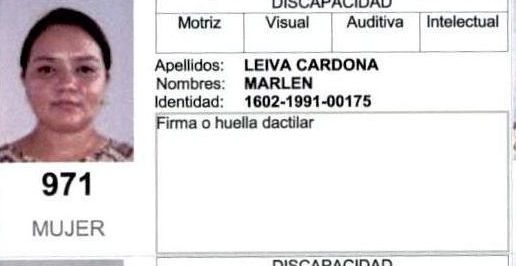 DISCAPACIDAD
Motriz Visual Auditiva Intelectual
Apellidos: LEIVA CARDONA
Nombres: MARLEN
Identidad: 1602-1991-00175
Firma o huella dactilar
971
MUJER
DISCAPACIDAD